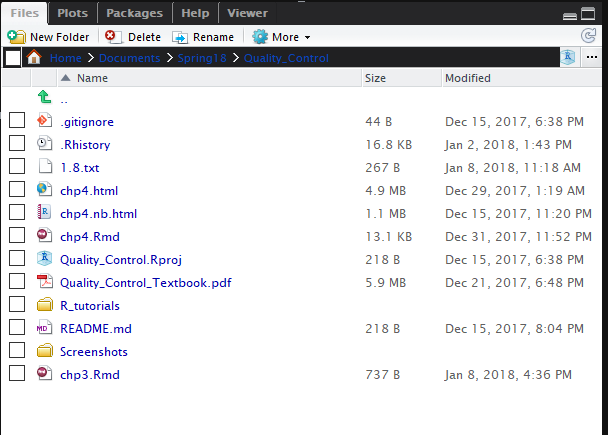 Files Plots Packages Help Viewer
New Folder Delete Rename More
Home Documents Spring18 Quality_Control ...
Name Size Modified
..
.gitignore 44 B Dec 15, 2017, 6:38 PM
.Rhistory 16.8 KB Jan 2, 2018, 1:43 PM
1.8.txt 267 B Jan 8, 2018, 11:18 AM
chp4.html 4.9 MB Dec 29, 2017, 1:19 AM
chp4.nb.html 1.1 MB Dec 15, 2017, 11:20 PM
chp4.Rmd 13.1 KB Dec 31, 2017, 11:52 PM
Quality_Control.Rproj 218 B Dec 15, 2017, 6:38 PM
Quality_Control_Textbook.pdf 5.9 MB Dec 21, 2017, 6:48 PM
R_tutorials
README.md 218 B Dec 15, 2017, 8:04 PM
Screenshots
chp3.Rmd 737 B Jan 8, 2018, 4:36 PM